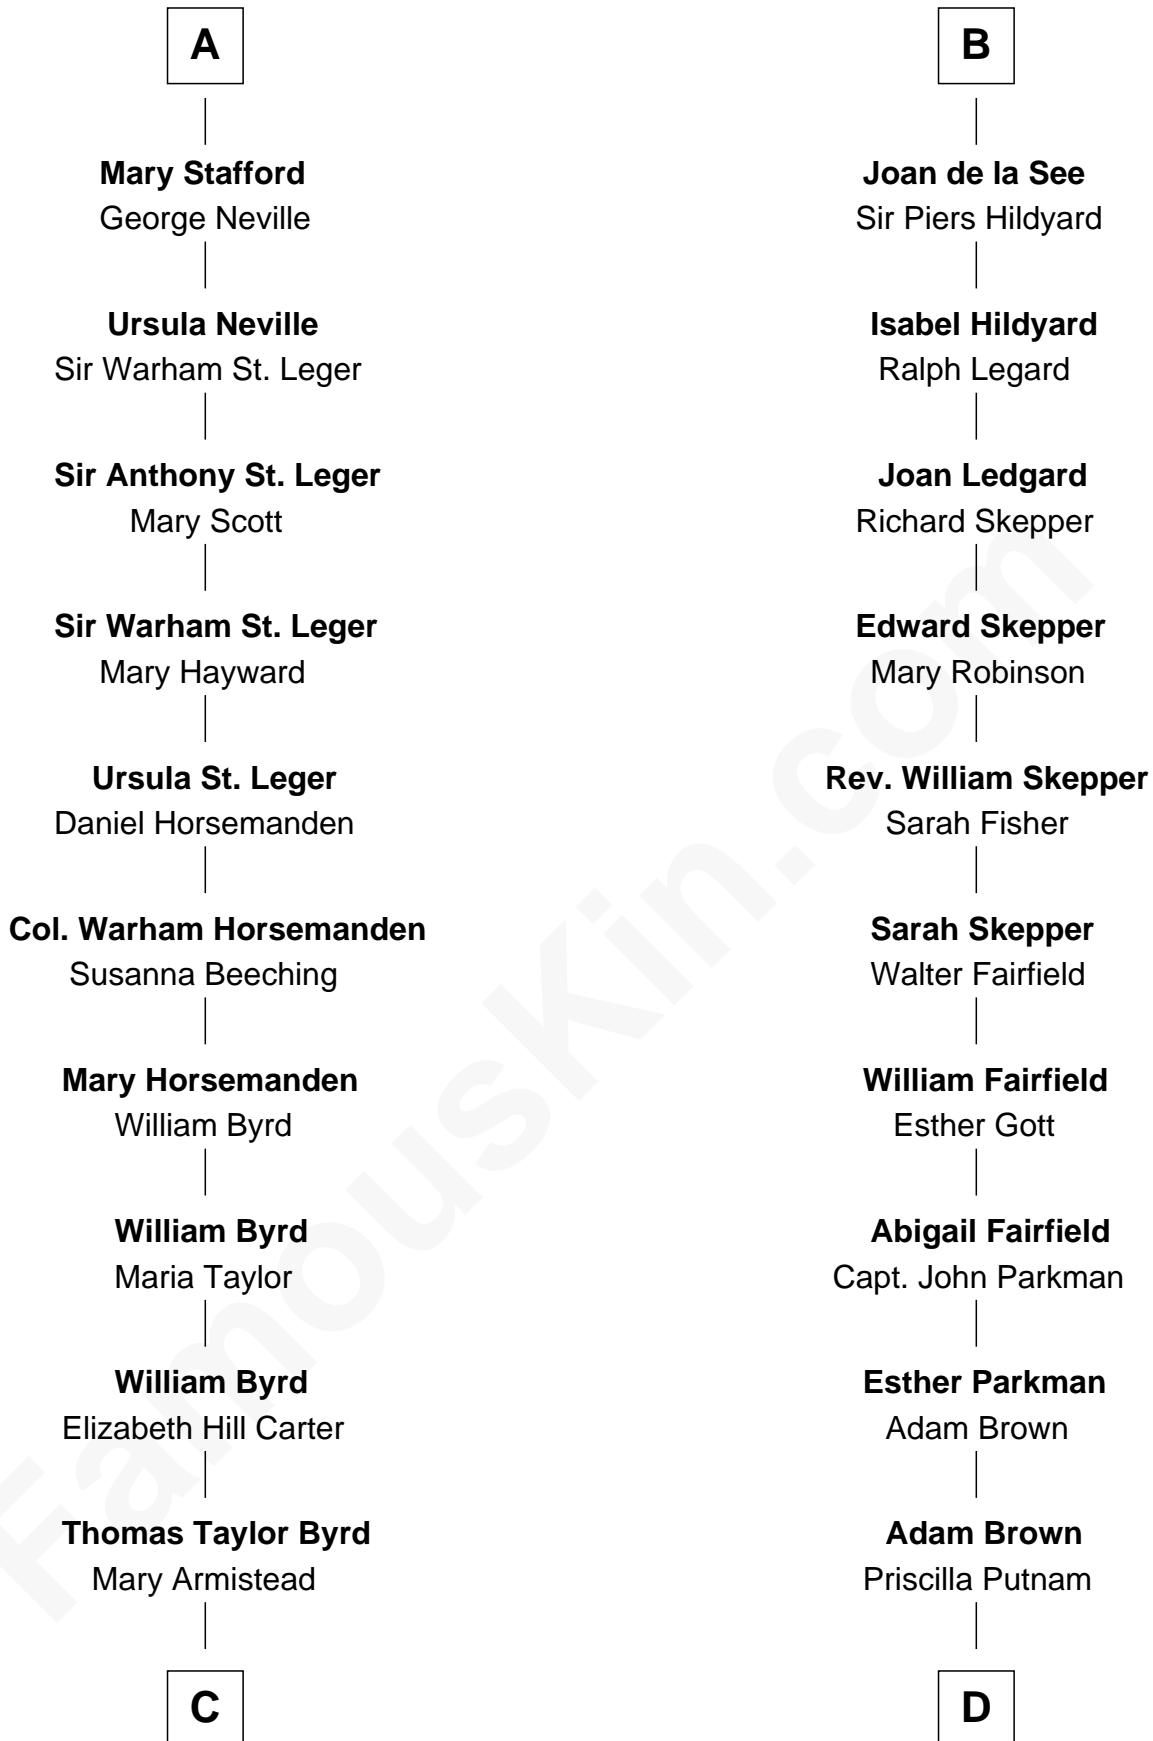 A
Mary Stafford
George Neville
Ursula Neville
Sir Warham St. Leger
Sir Anthony St. Leger
Mary Scott
Sir Warham St. Leger
Mary Hayward
Ursula St. Leger
Daniel Horsemanden
Col. Warham Horsemanden
Susanna Beeching
Mary Horsemanden
William Byrd
William Byrd
Maria Taylor
William Byrd
Elizabeth Hill Carter
Thomas Taylor Byrd
Mary Armistead
C
B
Joan de la See
Sir Piers Hildyard
Isabel Hildyard
Ralph Legard
Joan Ledgard
Richard Skepper
Edward Skepper
Mary Robinson
Rev. William Skepper
Sarah Fisher
Sarah Skepper
Walter Fairfield
William Fairfield
Esther Gott
Abigail Fairfield
Capt. John Parkman
Esther Parkman
Adam Brown
Adam Brown
Priscilla Putnam
D
FamousKin.com